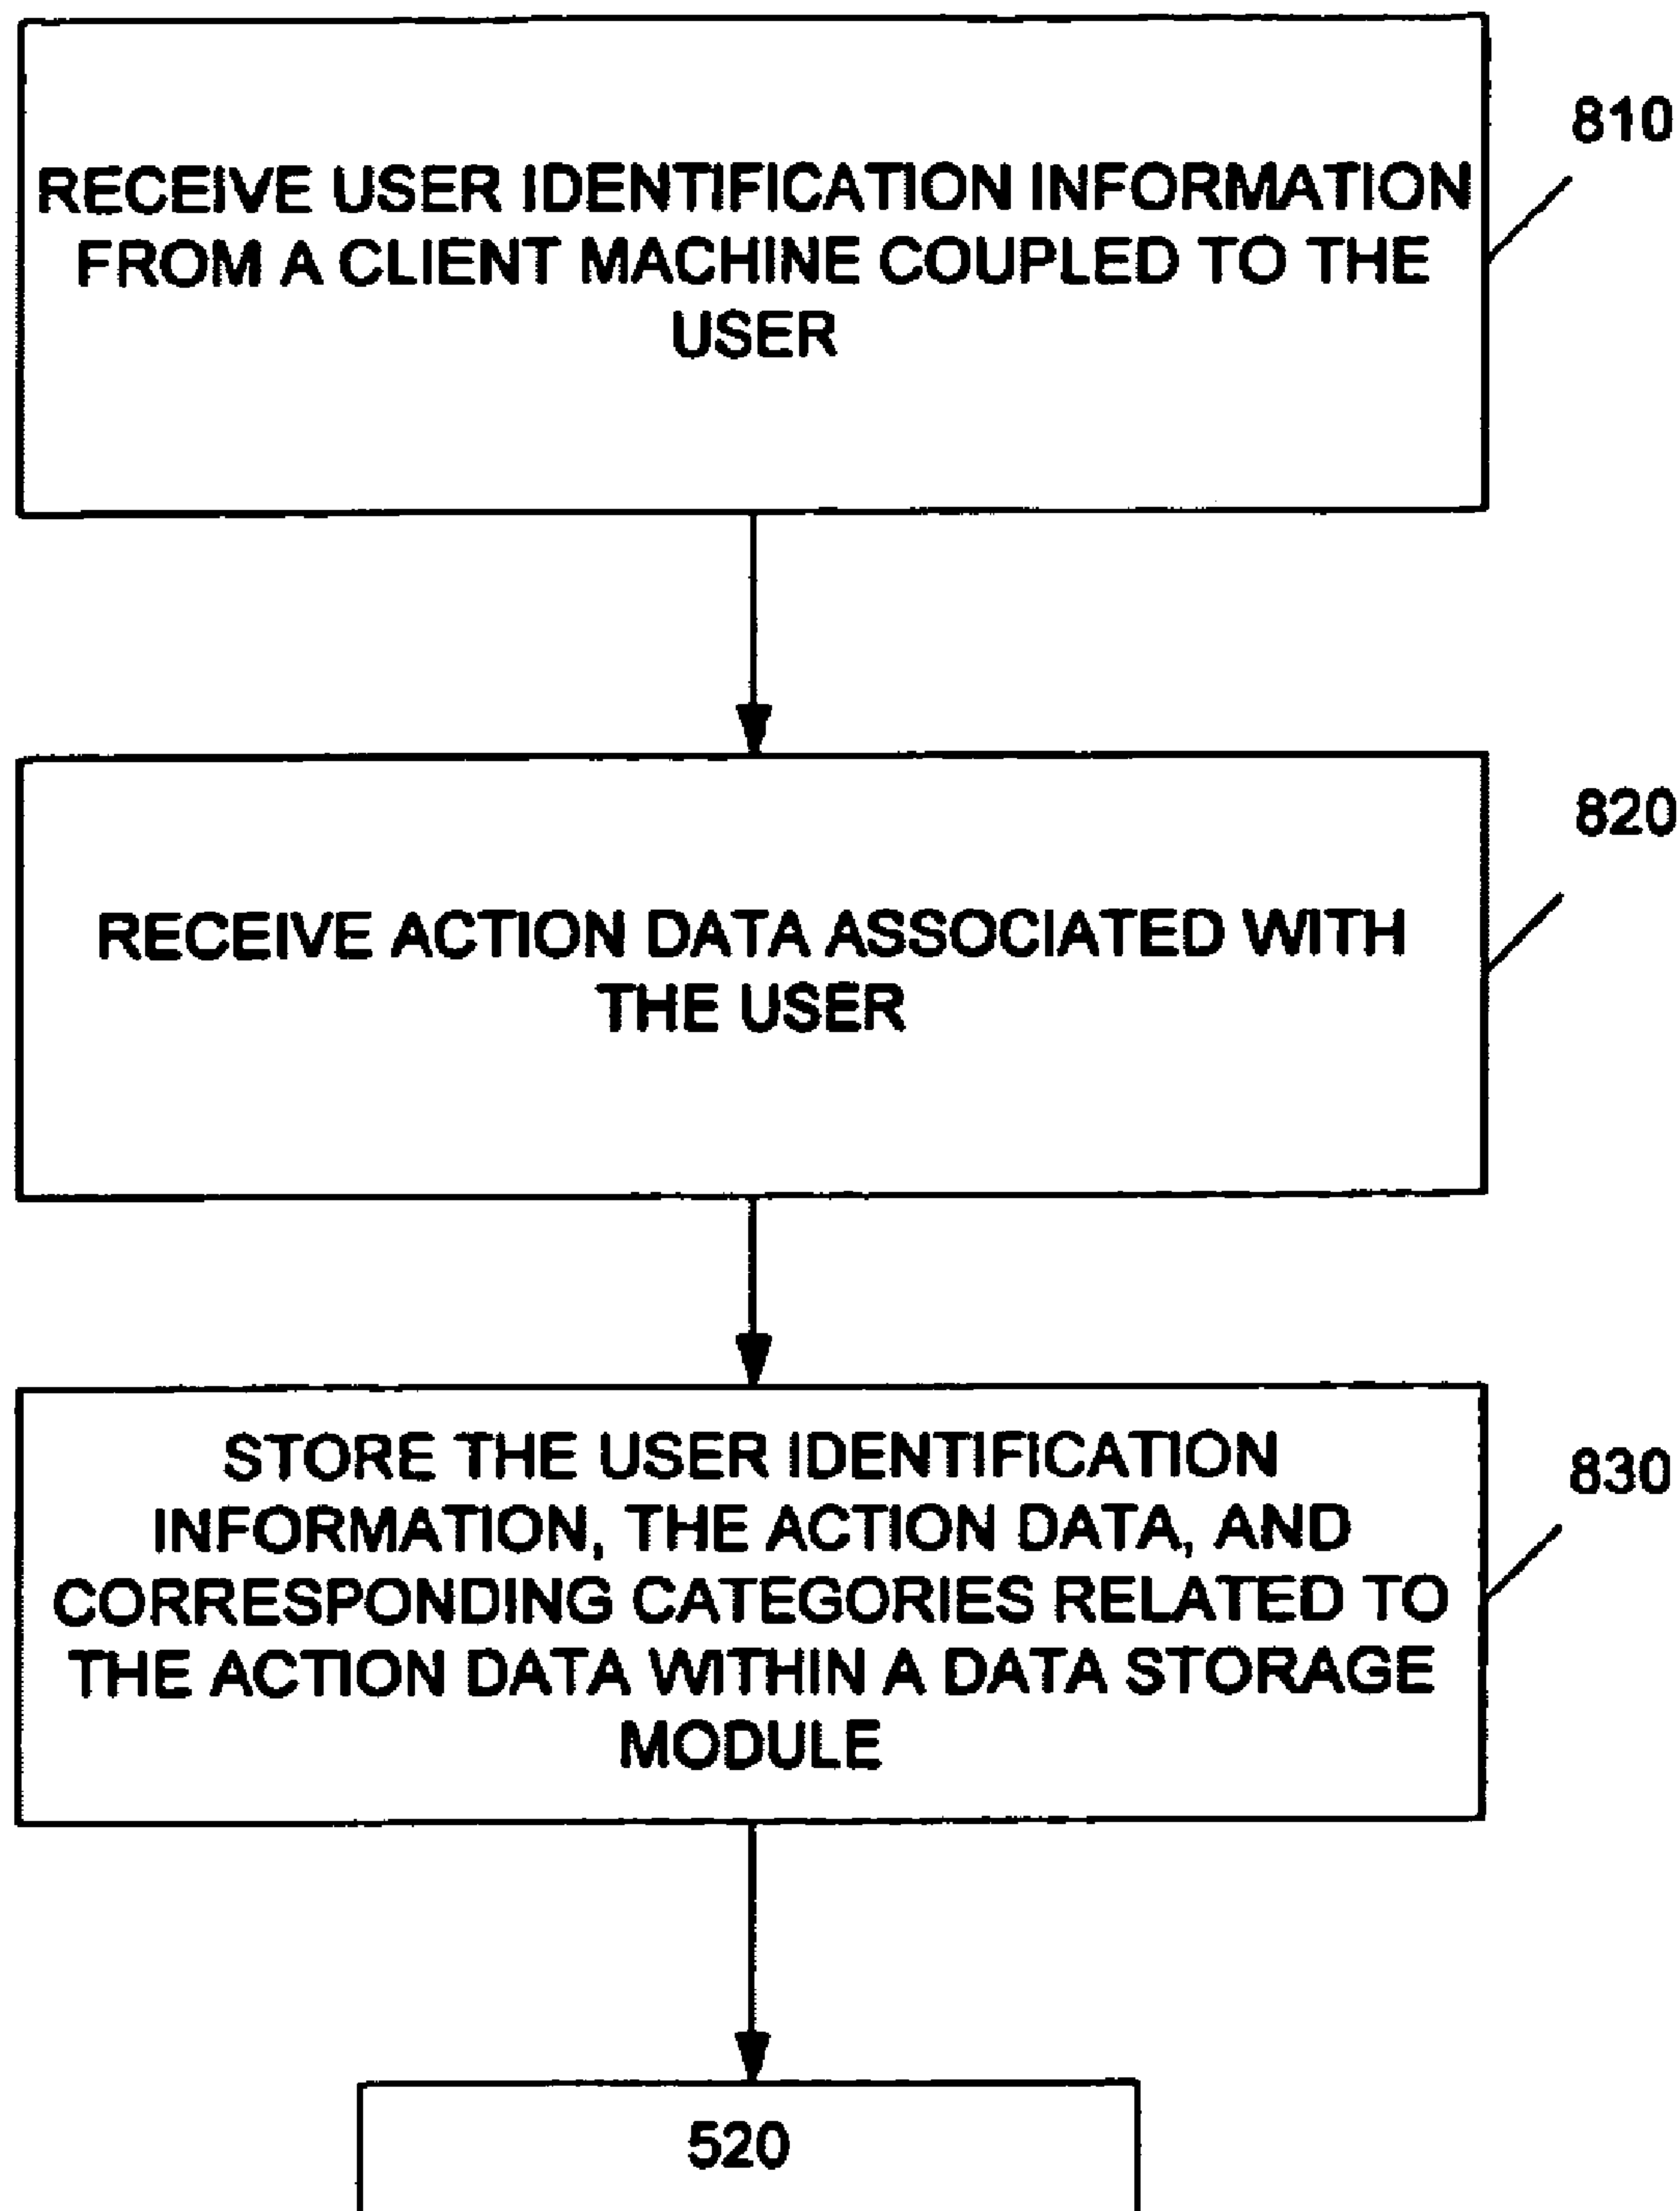 810
RECEIVE USER IDENTIFICATION INFORMATION
FROM A CLIENT MACHINE COUPLED TO THE
USER
820
RECEIVE ACTION DATA ASSOCIATED WITH
THE USER
STORE THE USER IDENTIFICATION
830
INFORMATION, THE ACTION DATA, AND
CORRESPONDING CATEGORIES RELATED TO
THE ACTION DATA WITHIN A DATA STORAGE
MODULE
520